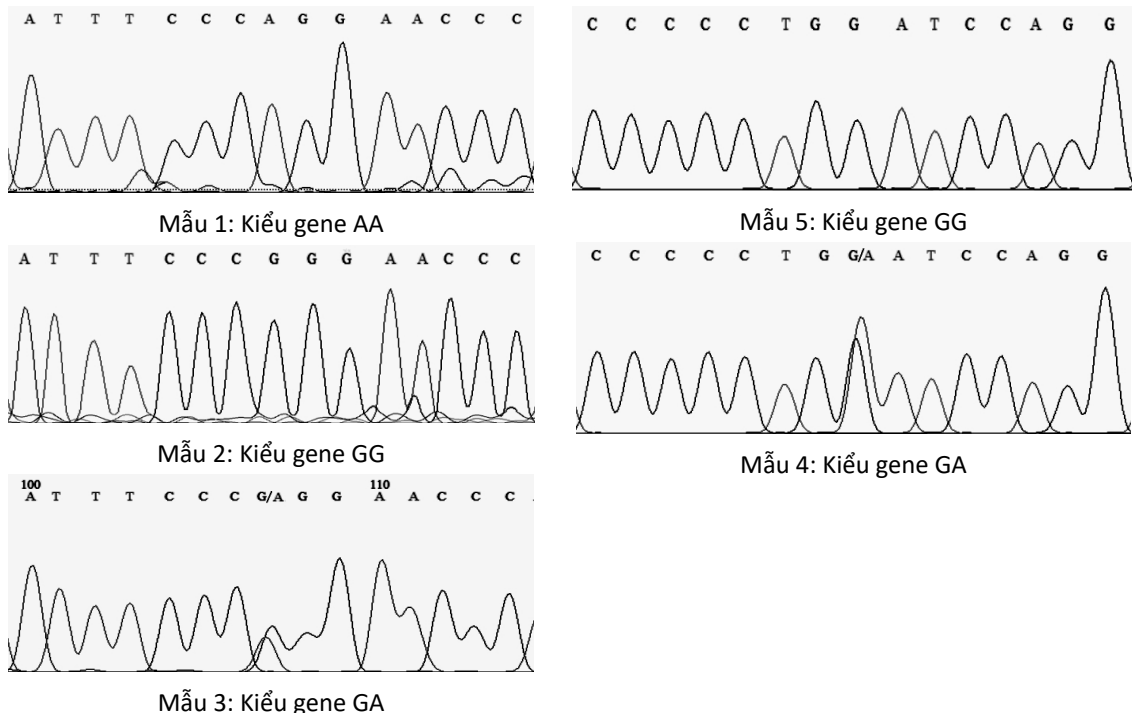 A T T T C C C A G G A A C C C
Mẫu 1: Kiểu gene AA
A T T T C C C G G G A A C C C
Mẫu 2: Kiểu gene GG
100 110
A T T T C C C G/A G G A A C C C
Mẫu 3: Kiểu gene GA
C C C C C T G G A T C C A G G
Mẫu 5: Kiểu gene GG
C C C C C T G G/A A T C C A G G
Mẫu 4: Kiểu gene GA